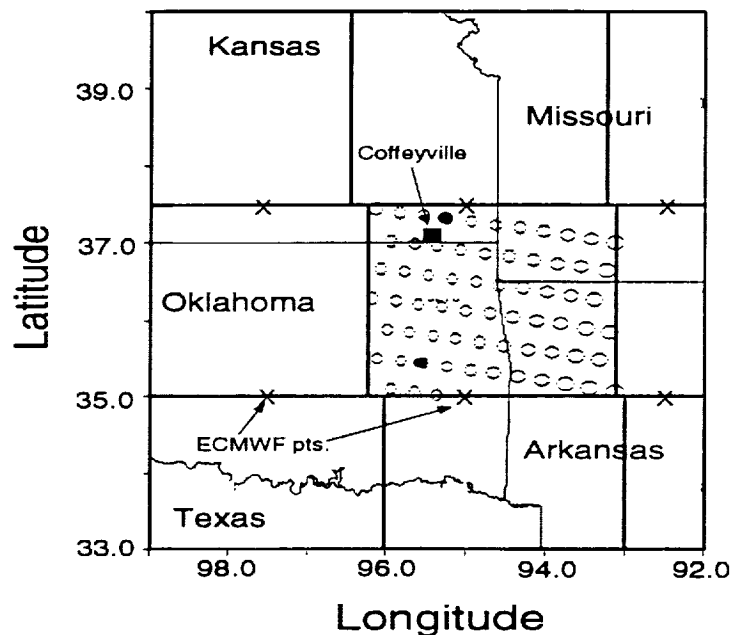 Kansas
39.0
Missouri
Coffeyville
37.0
Latitude
Oklahoma
35.0
ECMWF pts.
Arkansas
Texas
33.0
98.0 96.0 94.0 92.0
Longitude